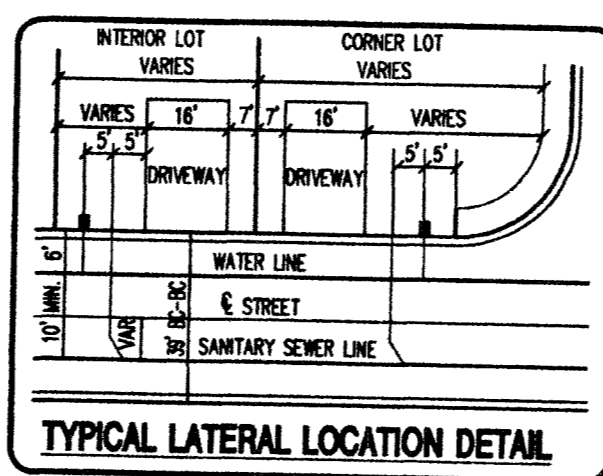 INTERIOR LOT CORNER LOT
VARIES VARIES
VARIES 16' 7' 7' 16' VARIES
5' 5' 5' 5'
DRIVEWAY DRIVEWAY
6' WATER LINE
10' MIN. ℄ STREET
VAR. BC-BC SANITARY SEWER LINE
TYPICAL LATERAL LOCATION DETAIL